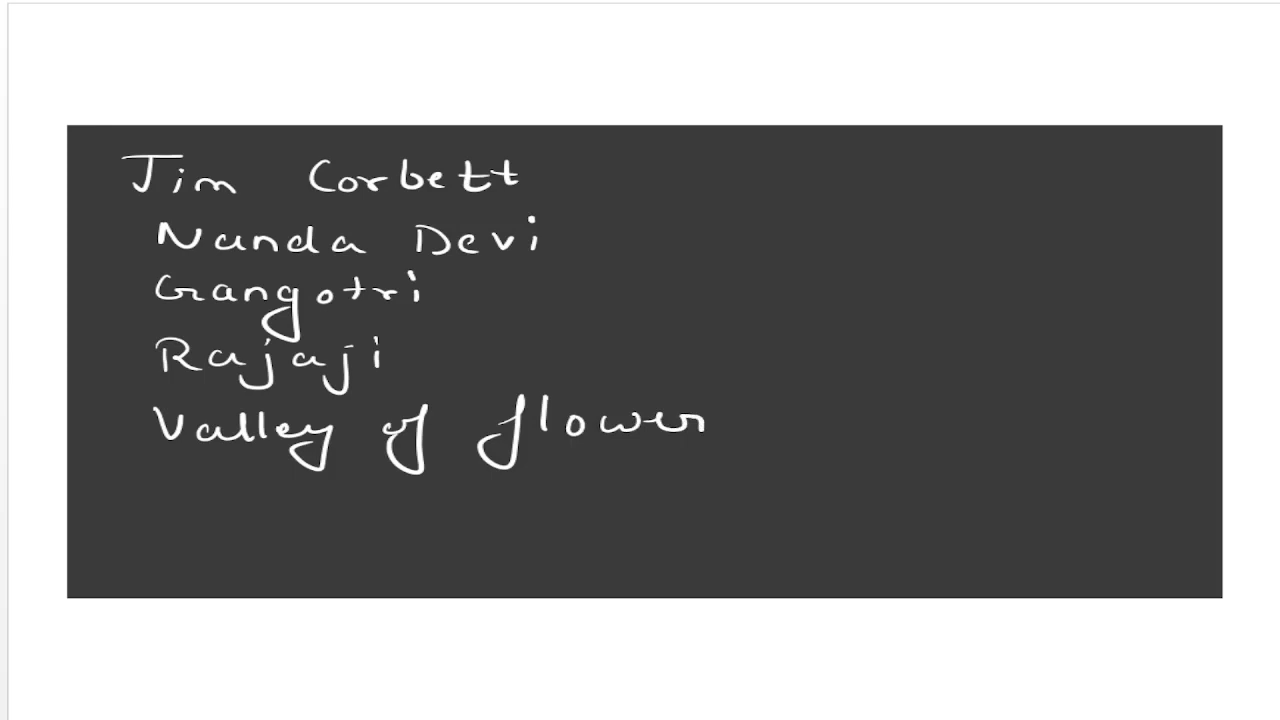 Jim Corbett
Nanda Devi
Gangotri
Rajaji
Valley of flower